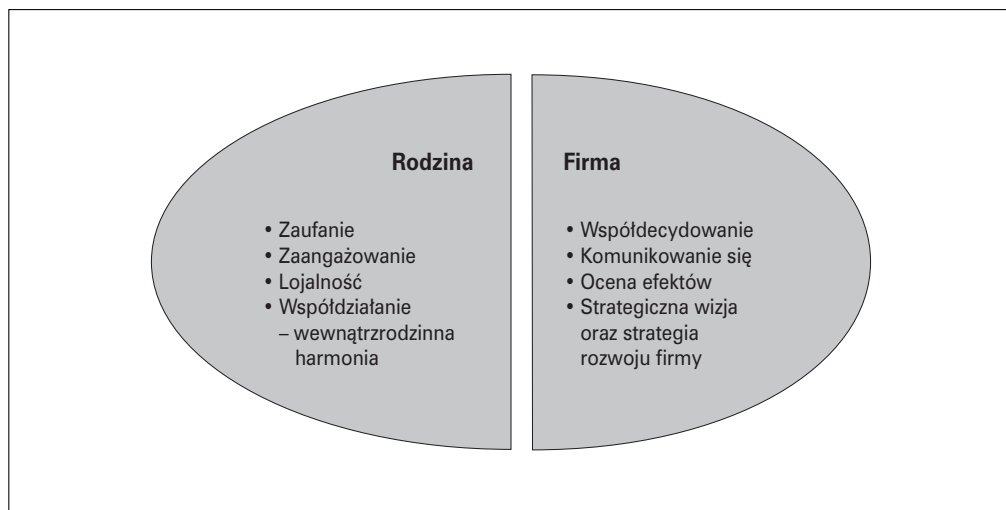 Rodzina
• Zaufanie
• Zaangażowanie
• Lojalność
• Współdziałanie
– wewnątrzrodzinna
harmonia
Firma
• Współdecydowanie
• Komunikowanie się
• Ocena efektów
• Strategiczna wizja
oraz strategia
rozwoju firmy